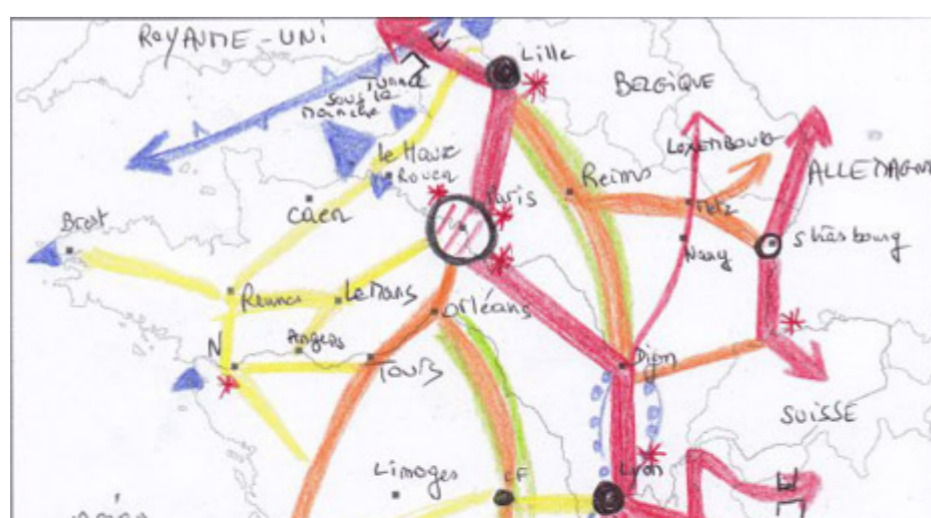 ROYAUME-UNI
Lille
Tunnel
sous la
Manche
BELGIQUE
LUXEMBOURG
ALLEMAGNE
le Havre
Rouen
Caen
Paris
Reims
Metz
Nancy
Strasbourg
Brest
Rennes
Le Mans
Orléans
Angers
N
Tours
Dijon
SUISSE
Limoges
CF
Lyon